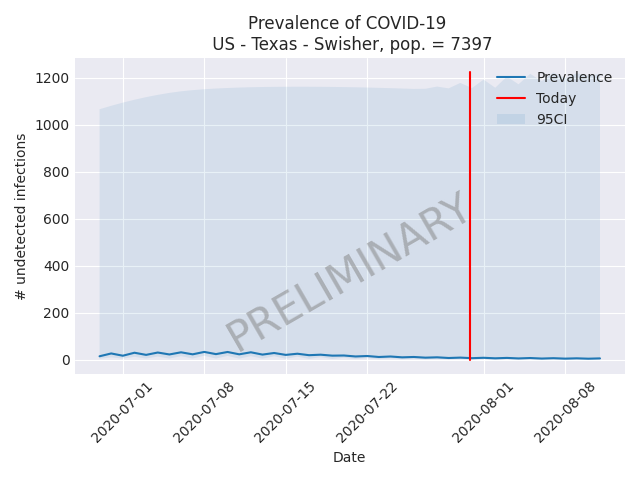 Prevalence of COVID-19
US - Texas - Swisher, pop. = 7397
# undetected infections
1200
1000
800
600
400
200
0
Prevalence
Today
95CI
PRELIMINARY
2020-07-01
2020-07-08
2020-07-15
2020-07-22
2020-08-01
2020-08-08
Date